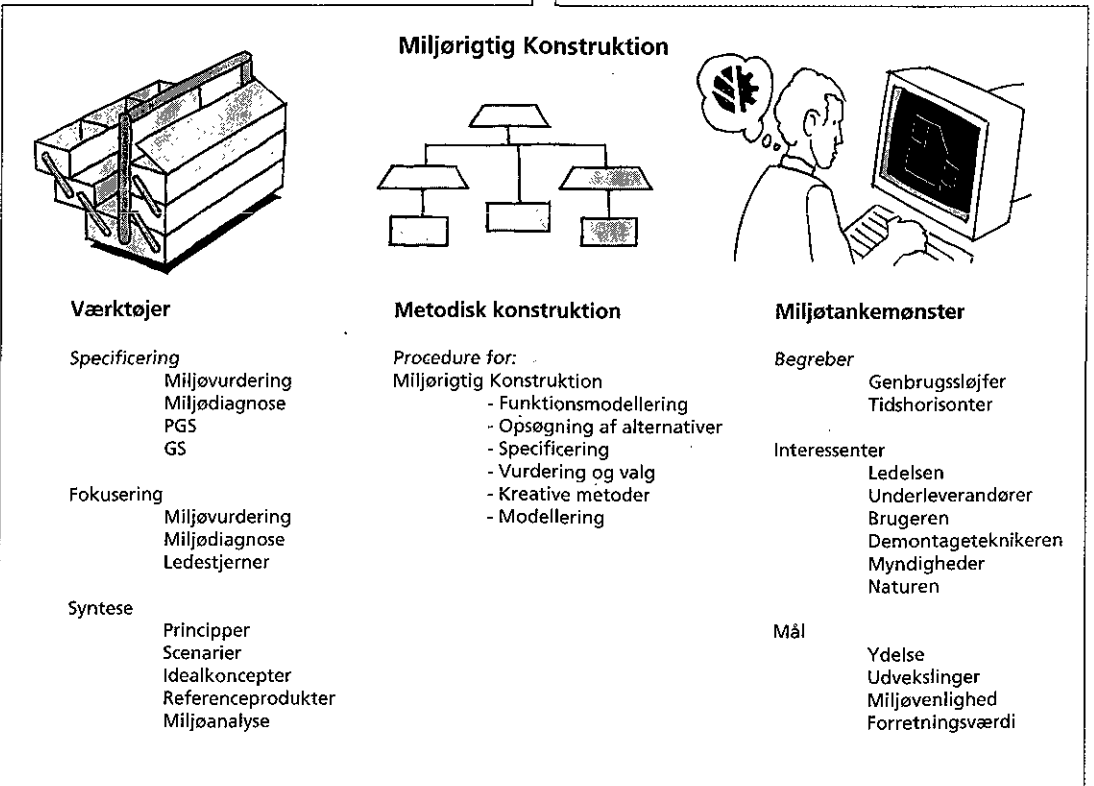 Miljørigtig Konstruktion
Værktøjer
Specificering
Miljøvurdering
Miljødiagnose
PGS
GS
Fokusering
Miljøvurdering
Miljødiagnose
Ledestjerner
Syntese
Principper
Scenarier
Idealkoncepter
Referenceprodukter
Miljøanalyse
Metodisk konstruktion
Procedure for:
Miljørigtig Konstruktion
- Funktionsmodellering
- Opsøgning af alternativer
- Specificering
- Vurdering og valg
- Kreative metoder
- Modellering
Miljøtankemønster
Begreber
Genbrugssløjfer
Tidshorisonter
Interessenter
Ledelsen
Underleverandører
Brugeren
Demontageteknikeren
Myndigheder
Naturen
Mål
Ydelse
Udvekslinger
Miljøvenlighed
Forretningsværdi